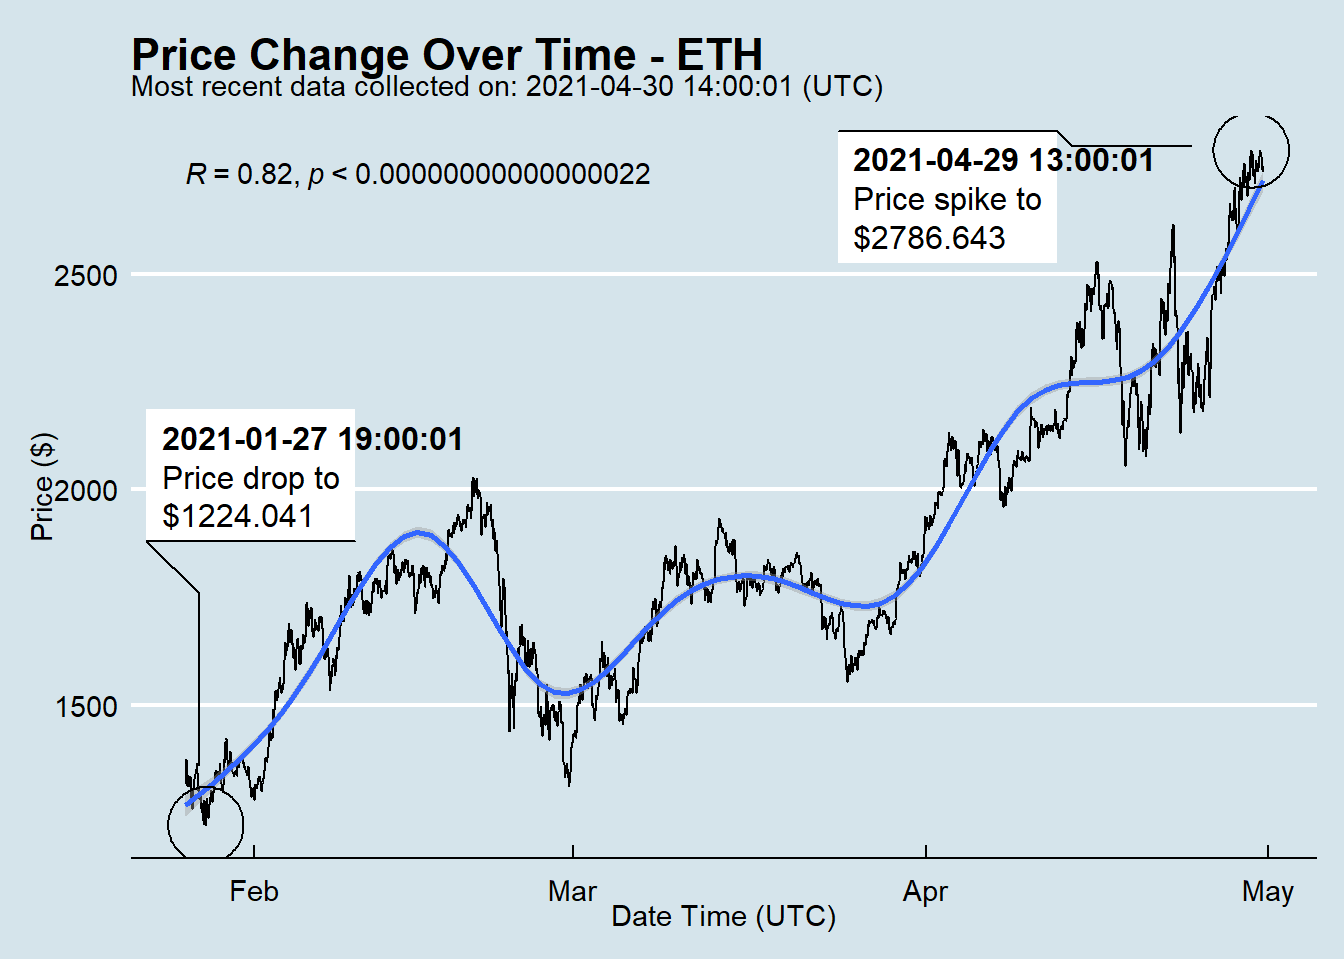 Price Change Over Time - ETH
Most recent data collected on: 2021-04-30 14:00:01 (UTC)
R = 0.82, p < 0.00000000000000022
2021-04-29 13:00:01
Price spike to
$2786.643
2021-01-27 19:00:01
Price drop to
$1224.041
Price ($)
2500
2000
1500
Feb
Mar
Apr
May
Date Time (UTC)